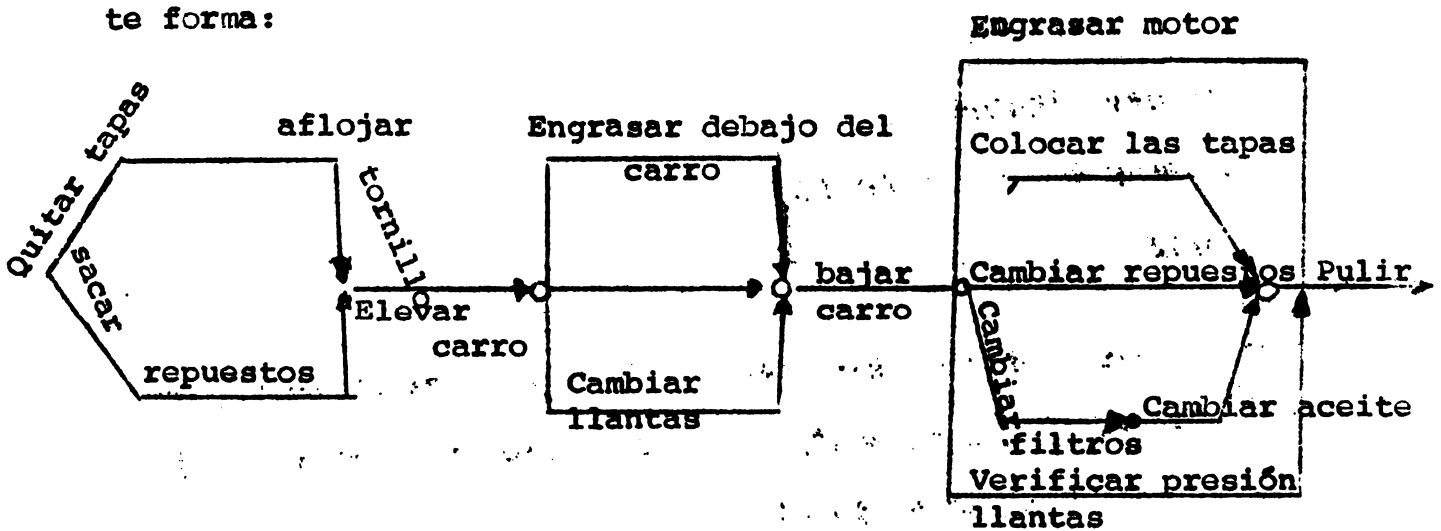 te forma:
Engrasar motor
Quitar tapas
aflojar
tornillo
Engrasar debajo del
carro
Colocar las tapas
sacar
repuestos
Elevar
carro
bajar
carro
Cambiar repuestos
Pulir
Cambiar
llantas
Cambiar
filtros
Cambiar aceite
Verificar presión
llantas